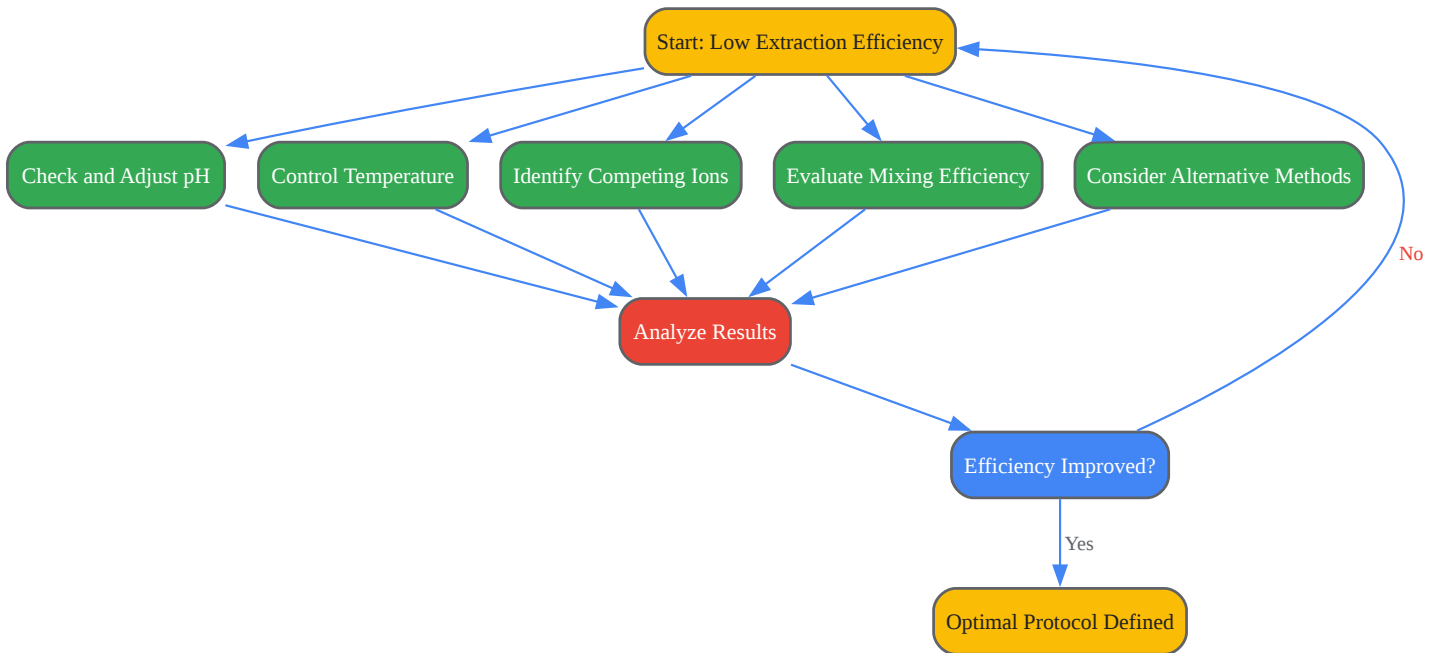 Start: Low Extraction Efficiency
Check and Adjust pH
Control Temperature
Identify Competing Ions
Evaluate Mixing Efficiency
Consider Alternative Methods
No
Analyze Results
Efficiency Improved?
Yes
Optimal Protocol Defined